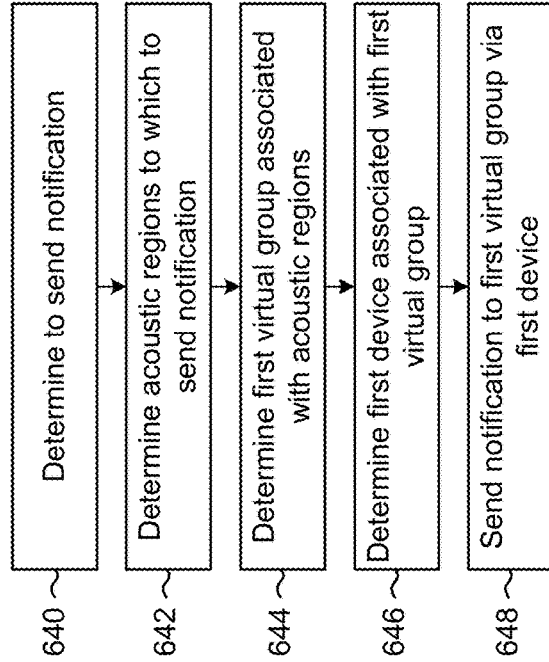 640
Determine to send notification
642
Determine acoustic regions to which to
send notification
644
Determine first virtual group associated
with acoustic regions
646
Determine first device associated with first
virtual group
648
Send notification to first virtual group via
first device